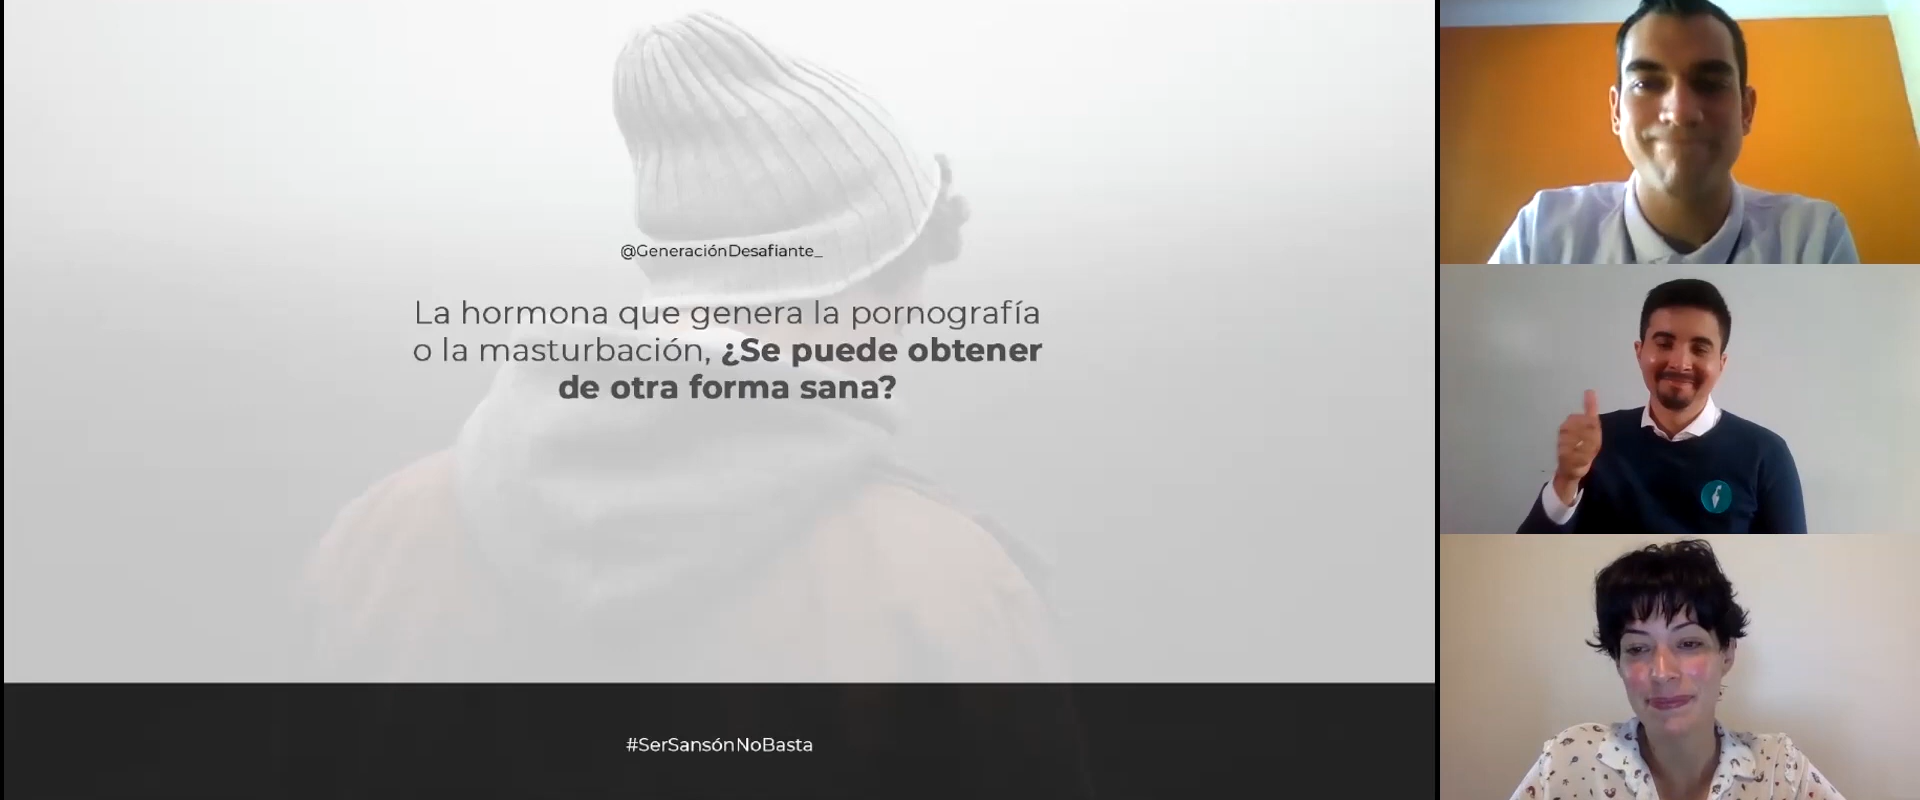 @GeneraciónDesafiante_
La hormona que genera la pornografía
o la masturbación, ¿Se puede obtener
de otra forma sana?
#SerSansónNoBasta